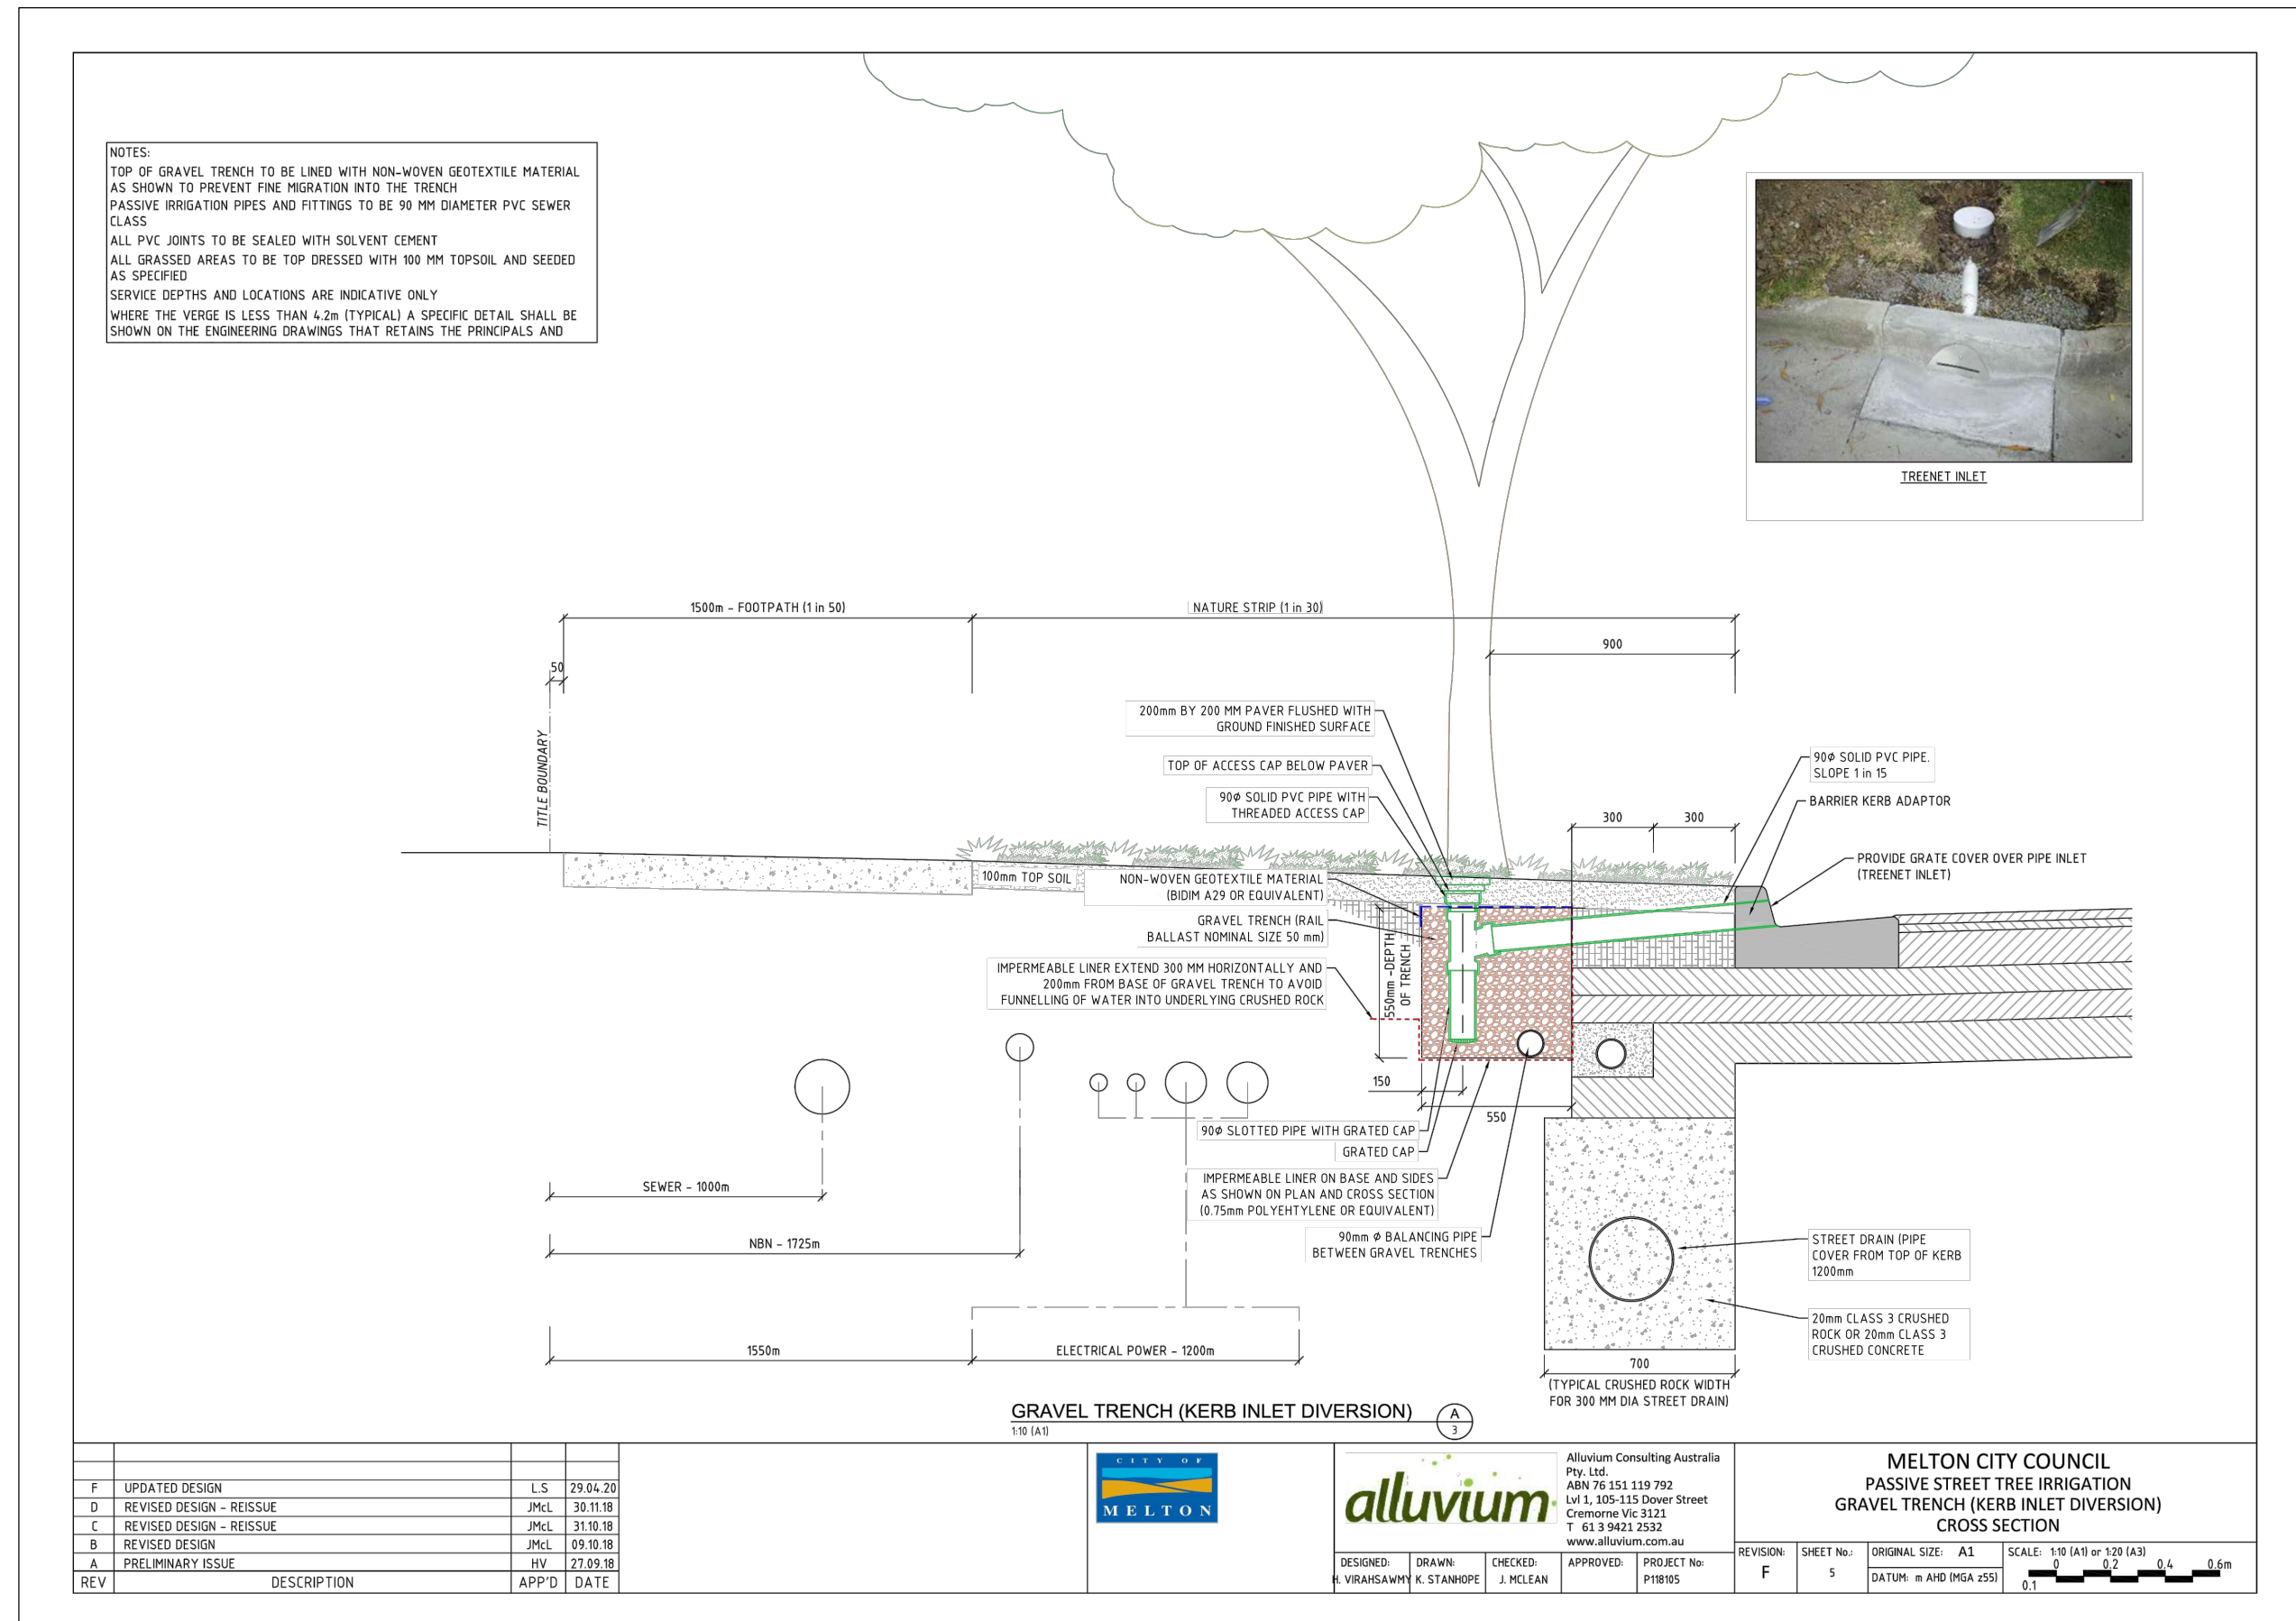 NOTES:
TOP OF GRAVEL TRENCH TO BE LINED WITH NON-WOVEN GEOTEXTILE MATERIAL
AS SHOWN TO PREVENT FINE MIGRATION INTO THE TRENCH
PASSIVE IRRIGATION PIPES AND FITTINGS TO BE 90 MM DIAMETER PVC SEWER
CLASS
ALL PVC JOINTS TO BE SEALED WITH SOLVENT CEMENT
ALL GRASSED AREAS TO BE TOP DRESSED WITH 100 MM TOPSOIL AND SEEDED
AS SPECIFIED
SERVICE DEPTHS AND LOCATIONS ARE INDICATIVE ONLY
WHERE THE VERGE IS LESS THAN 4.2m (TYPICAL) A SPECIFIC DETAIL SHALL BE
SHOWN ON THE ENGINEERING DRAWINGS THAT RETAINS THE PRINCIPALS AND
TREENET INLET
1500m - FOOTPATH (1 in 50)
NATURE STRIP (1 in 30)
900
50
TITLE BOUNDARY
200mm BY 200 MM PAVER FLUSHED WITH
GROUND FINISHED SURFACE
TOP OF ACCESS CAP BELOW PAVER
90Ø SOLID PVC PIPE WITH
THREADED ACCESS CAP
90Ø SOLID PVC PIPE.
SLOPE 1 in 15
BARRIER KERB ADAPTOR
300
300
PROVIDE GRATE COVER OVER PIPE INLET
(TREENET INLET)
100mm TOP SOIL
NON-WOVEN GEOTEXTILE MATERIAL
(BIDIM A29 OR EQUIVALENT)
GRAVEL TRENCH (RAIL
BALLAST NOMINAL SIZE 50 mm)
IMPERMEABLE LINER EXTEND 300 MM HORIZONTALLY AND
200mm FROM BASE OF GRAVEL TRENCH TO AVOID
FUNNELLING OF WATER INTO UNDERLYING CRUSHED ROCK
550mm -DEPTH
OF TRENCH
150
550
90Ø SLOTTED PIPE WITH GRATED CAP
GRATED CAP
IMPERMEABLE LINER ON BASE AND SIDES
AS SHOWN ON PLAN AND CROSS SECTION
(0.75mm POLYEHTYLENE OR EQUIVALENT)
90mm Ø BALANCING PIPE
BETWEEN GRAVEL TRENCHES
SEWER - 1000m
NBN - 1725m
1550m
ELECTRICAL POWER - 1200m
STREET DRAIN (PIPE
COVER FROM TOP OF KERB
1200mm
20mm CLASS 3 CRUSHED
ROCK OR 20mm CLASS 3
CRUSHED CONCRETE
700
(TYPICAL CRUSHED ROCK WIDTH
FOR 300 MM DIA STREET DRAIN)
GRAVEL TRENCH (KERB INLET DIVERSION)
1:10 (A1)
A
3
F UPDATED DESIGN L.S 29.04.20
D REVISED DESIGN - REISSUE JMcL 30.11.18
C REVISED DESIGN - REISSUE JMcL 31.10.18
B REVISED DESIGN JMcL 09.10.18
A PRELIMINARY ISSUE HV 27.09.18
REV DESCRIPTION APP'D DATE
CITY OF
MELTON
alluvium
Alluvium Consulting Australia
Pty. Ltd.
ABN 76 151 119 792
Lvl 1, 105-115 Dover Street
Cremorne Vic 3121
T 61 3 9421 2532
www.alluvium.com.au
DESIGNED:
H. VIRAHSAWMY
DRAWN:
K. STANHOPE
CHECKED:
J. MCLEAN
APPROVED:
PROJECT No:
P118105
MELTON CITY COUNCIL
PASSIVE STREET TREE IRRIGATION
GRAVEL TRENCH (KERB INLET DIVERSION)
CROSS SECTION
REVISION:
F
SHEET No.:
5
ORIGINAL SIZE: A1
DATUM: m AHD (MGA z55)
SCALE: 1:10 (A1) or 1:20 (A3)
0 0.2 0.4 0.6m
0.1